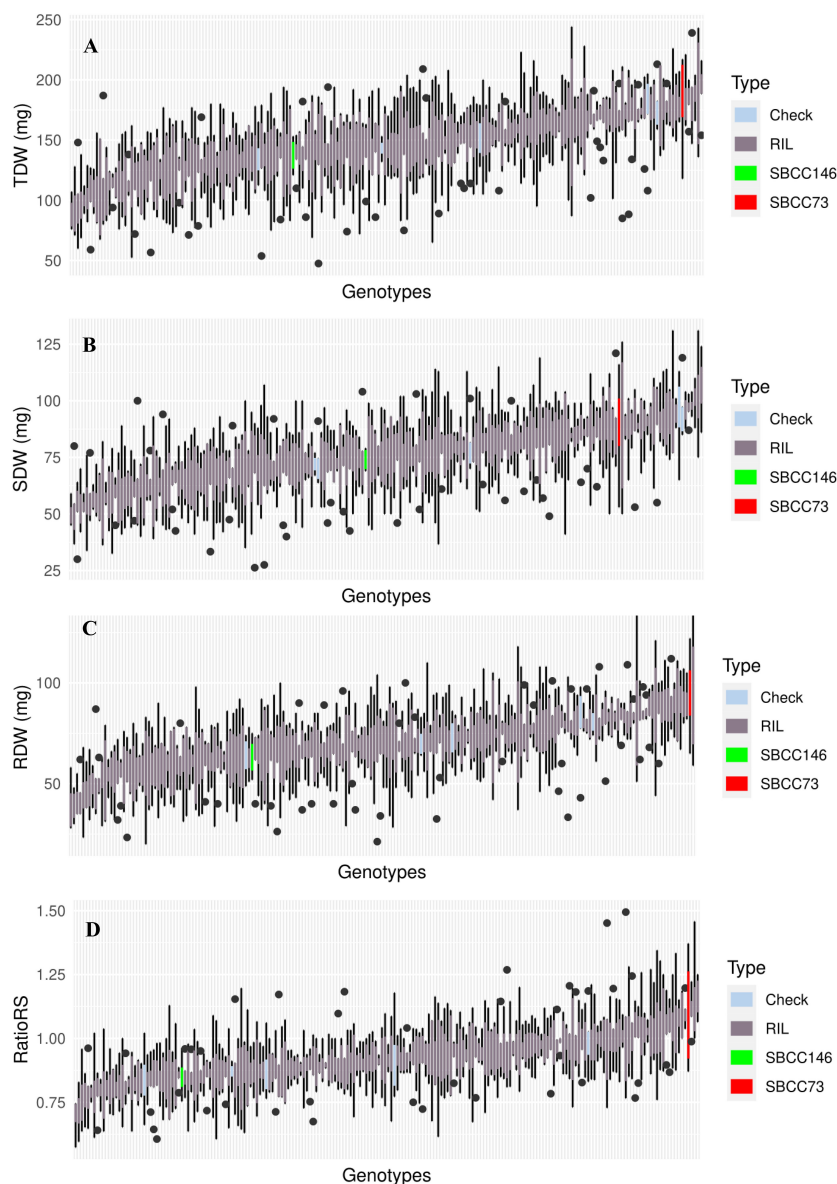 A
250
200
150
100
50
TDW (mg)
Genotypes
Type
Check
RIL
SBCC146
SBCC73
B
125
100
75
50
25
SDW (mg)
Genotypes
Type
Check
RIL
SBCC146
SBCC73
C
100
50
RDW (mg)
Genotypes
Type
Check
RIL
SBCC146
SBCC73
D
1.50
1.25
1.00
0.75
RatioRS
Genotypes
Type
Check
RIL
SBCC146
SBCC73